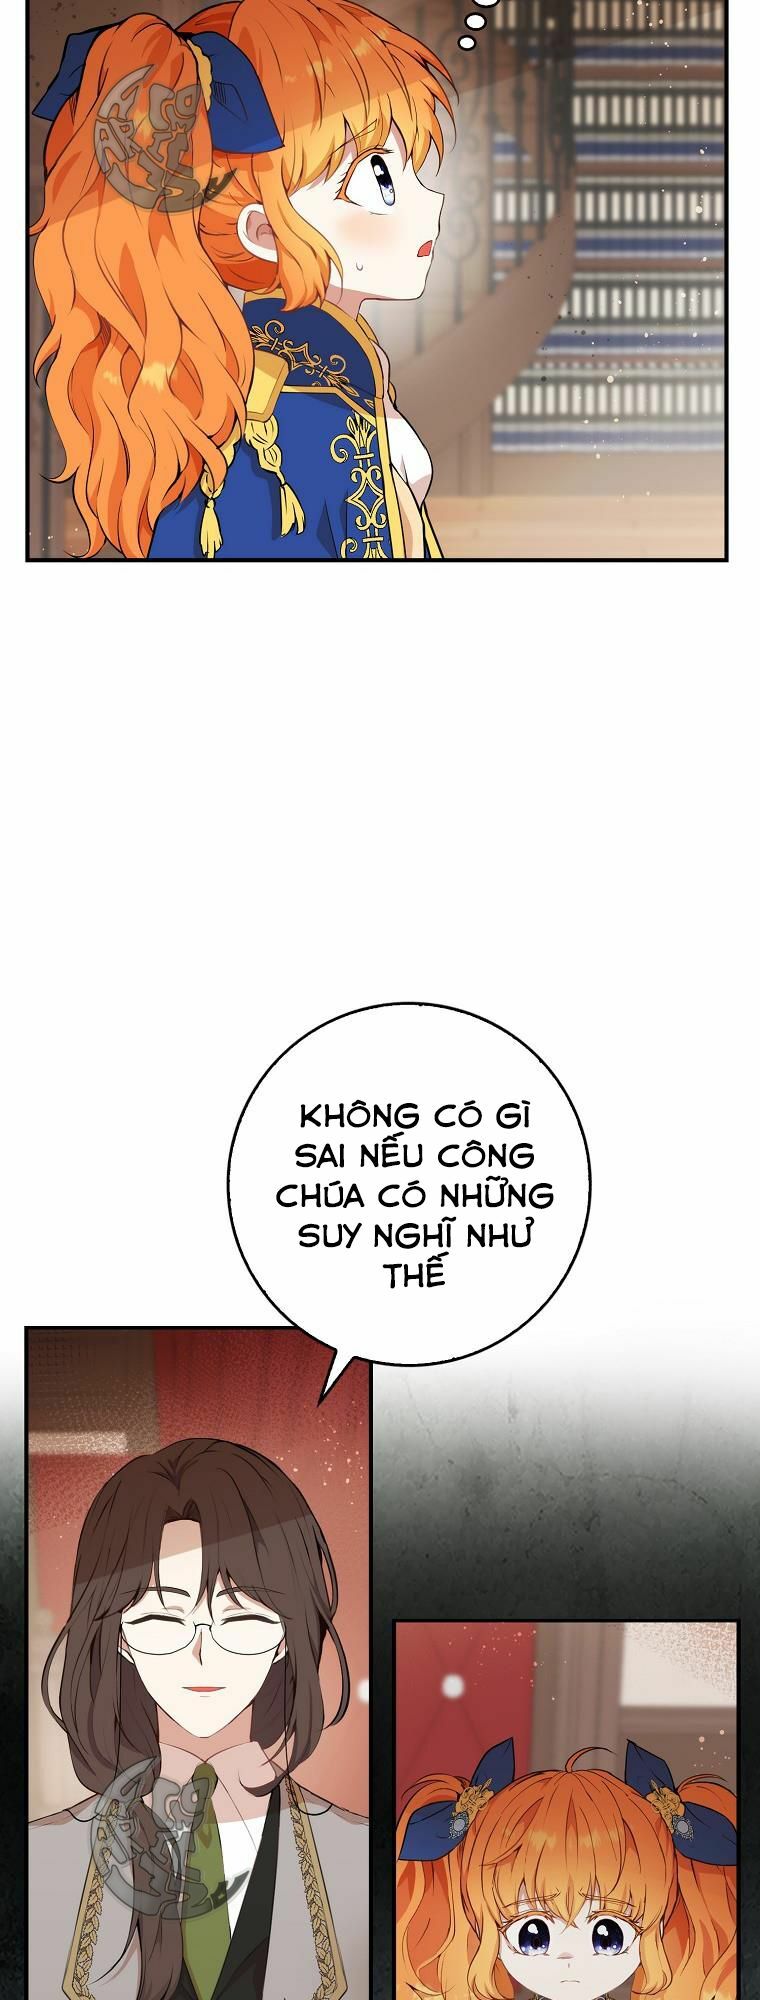 KHÔNG CÓ GÌ
SAI NẾU CÔNG
CHÚA CÓ NHỮNG
SUY NGHĨ NHƯ
THẾ